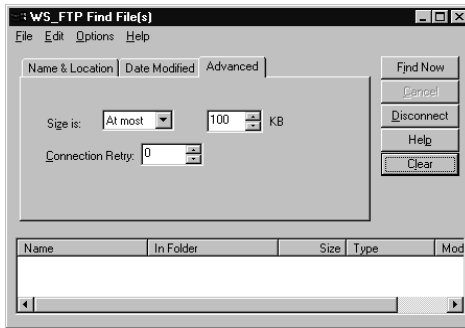 WS_FTP Find File(s)
File Edit Options Help
Name & Location Date Modified Advanced
Find Now
Cancel
Size is: At most 100 KB
Disconnect
Connection Retry: 0
Help
Clear
Name In Folder Size Type Mod